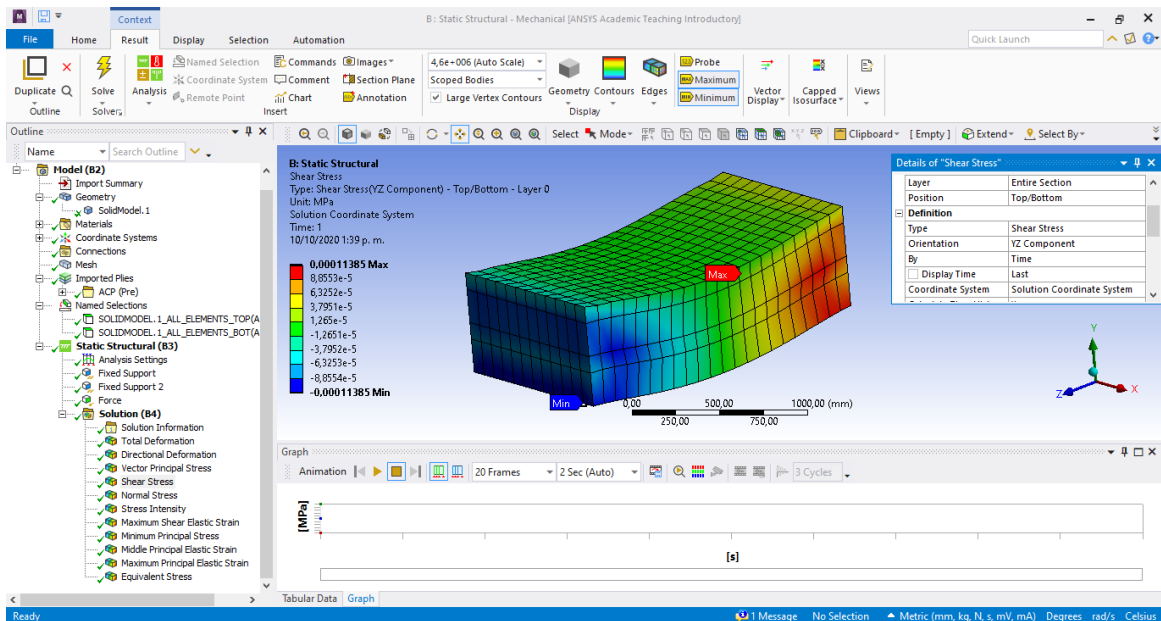 Context
B : Static Structural - Mechanical [ANSYS Academic Teaching Introductory]
File Home Result Display Selection Automation
Quick Launch
Duplicate
Outline
Solve
Solvers
Analysis
Named Selection
Coordinate System
Remote Point
Commands
Comment
Chart
Images
Section Plane
Annotation
Insert
4,6e+006 (Auto Scale)
Scoped Bodies
Large Vertex Contours
Geometry Contours Edges
Display
Probe
Maximum
Minimum
Vector Display
Capped Isosurface
Views
Outline
Name
Search Outline
Select Mode Clipboard [ Empty ] Extend Select By
Model (B2)
Import Summary
Geometry
SolidModel.1
Materials
Coordinate Systems
Connections
Mesh
Imported Plies
ACP (Pre)
Named Selections
SOLIDMODEL.1_ALL_ELEMENTS_TOP(A
SOLIDMODEL.1_ALL_ELEMENTS_BOT(A
Static Structural (B3)
Analysis Settings
Fixed Support
Fixed Support 2
Force
Solution (B4)
Solution Information
Total Deformation
Directional Deformation
Vector Principal Stress
Shear Stress
Normal Stress
Stress Intensity
Maximum Shear Elastic Strain
Minimum Principal Stress
Middle Principal Elastic Strain
Maximum Principal Elastic Strain
Equivalent Stress
B: Static Structural
Shear Stress
Type: Shear Stress(YZ Component) - Top/Bottom - Layer 0
Unit: MPa
Solution Coordinate System
Time: 1
10/10/2020 1:39 p. m.
0,00011385 Max
8,8553e-5
6,3252e-5
3,7951e-5
1,265e-5
-1,2651e-5
-3,7952e-5
-6,3253e-5
-8,8554e-5
-0,00011385 Min
Max
Min
0,00 500,00 1000,00 (mm)
250,00 750,00
Y
Z X
Details of "Shear Stress"
Layer Entire Section
Position Top/Bottom
Definition
Type Shear Stress
Orientation YZ Component
By Time
Display Time Last
Coordinate System Solution Coordinate System
Graph
Animation 20 Frames 2 Sec (Auto) 3 Cycles
[MPa]
[s]
Tabular Data Graph
Ready
1 Message No Selection Metric (mm, kg, N, s, mV, mA) Degrees rad/s Celsius